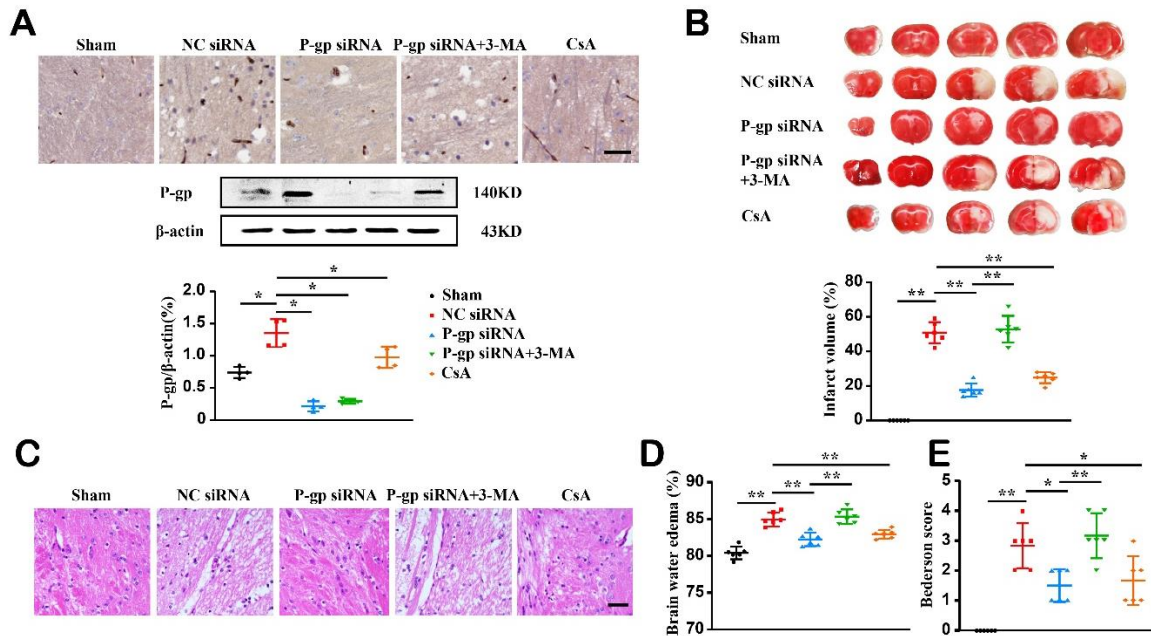 A
Sham NC siRNA P-gp siRNA P-gp siRNA+3-MA CsA
P-gp 140KD
β-actin 43KD
* * * *
P-gp/β-actin(%)
2.0
1.5
1.0
0.5
0
Sham
NC siRNA
P-gp siRNA
P-gp siRNA+3-MA
CsA
B
Sham
NC siRNA
P-gp siRNA
P-gp siRNA
+3-MA
CsA
** ** ** **
Infarct volume (%)
80
60
40
20
0
C
Sham NC siRNA P-gp siRNA P-gp siRNA+3-MA CsA
D
** ** ** **
Brain water edema (%)
90
85
80
75
70
E
* ** * **
Bederson score
5
4
3
2
1
0